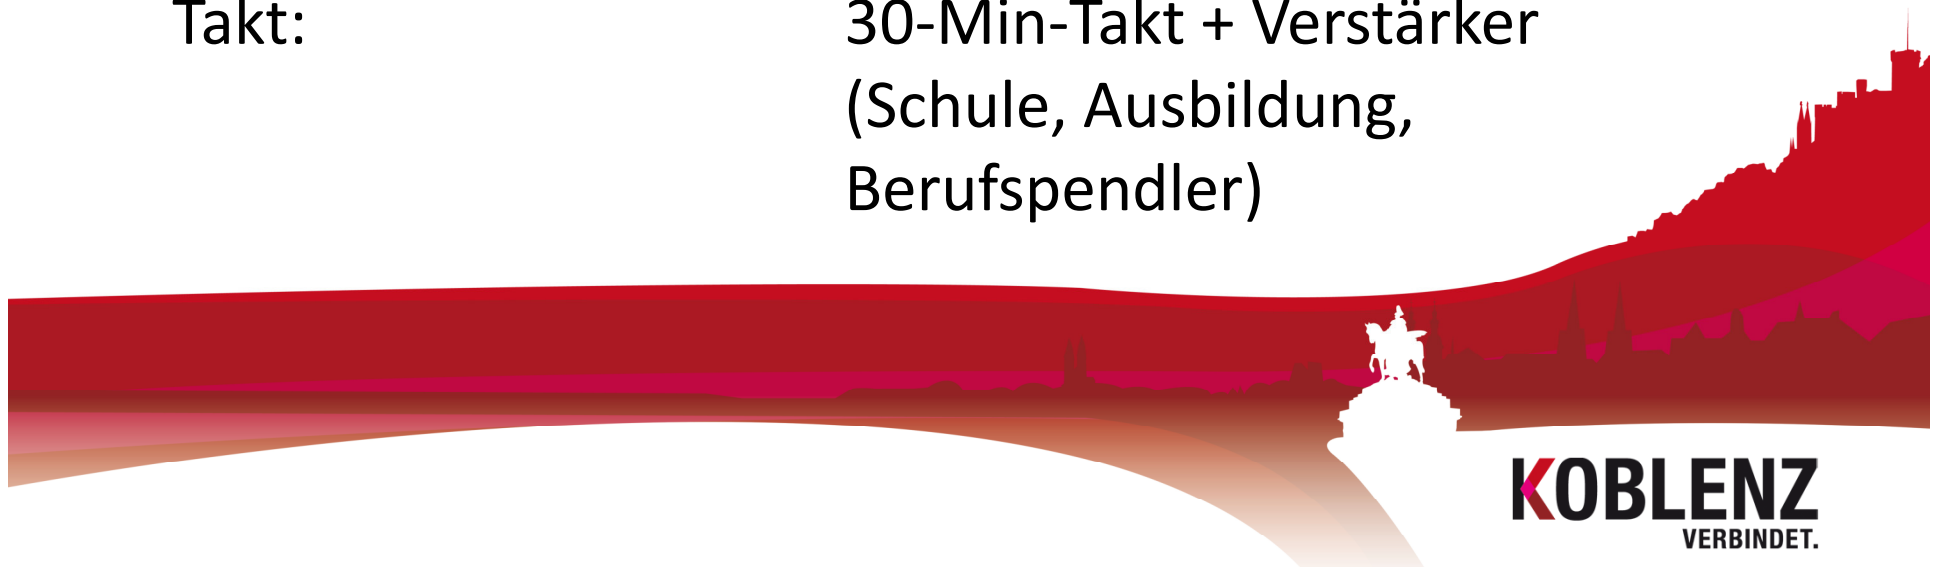 Takt: 30-Min-Takt + Verstärker
(Schule, Ausbildung,
Berufspendler)
KOBLENZ
VERBINDET.